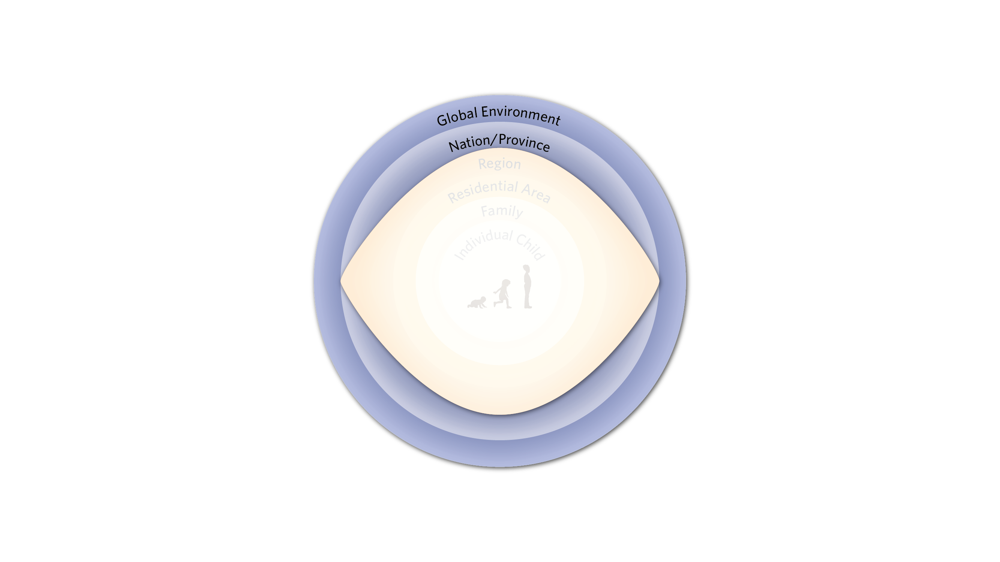 Global Environment
Nation/Province
Region
Residential Area
Family
Individual Child